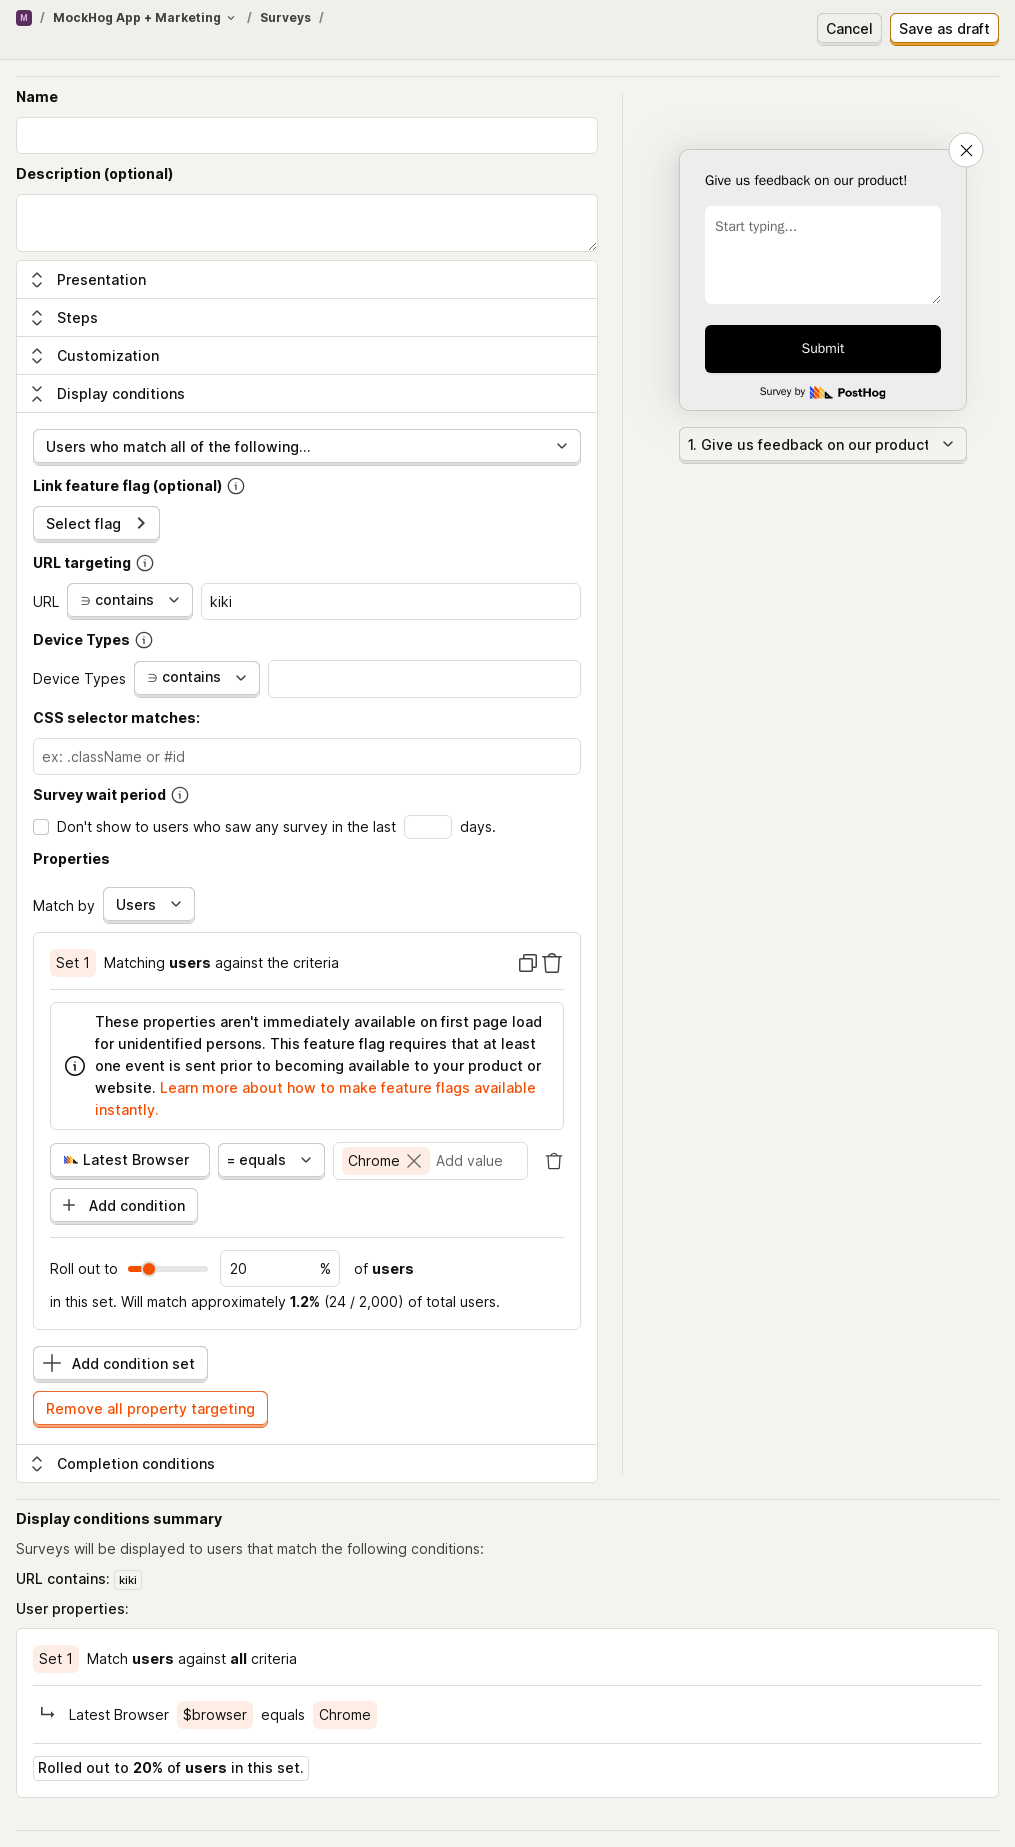 M / MockHog App + Marketing / Surveys /
Cancel
Save as draft
Name
Description (optional)
Presentation
Steps
Customization
Display conditions
Users who match all of the following...
Link feature flag (optional)
Select flag
URL targeting
URL ∋ contains kiki
Device Types
Device Types ∋ contains
CSS selector matches:
ex: .className or #id
Survey wait period
Don't show to users who saw any survey in the last days.
Properties
Match by Users
Set 1 Matching users against the criteria
These properties aren't immediately available on first page load
for unidentified persons. This feature flag requires that at least
one event is sent prior to becoming available to your product or
website. Learn more about how to make feature flags available
instantly.
Latest Browser = equals Chrome Add value
Add condition
Roll out to 20 % of users
in this set. Will match approximately 1.2% (24 / 2,000) of total users.
Add condition set
Remove all property targeting
Completion conditions
Give us feedback on our product!
Start typing...
Submit
Survey by PostHog
1. Give us feedback on our product
Display conditions summary
Surveys will be displayed to users that match the following conditions:
URL contains: kiki
User properties:
Set 1 Match users against all criteria
Latest Browser $browser equals Chrome
Rolled out to 20% of users in this set.